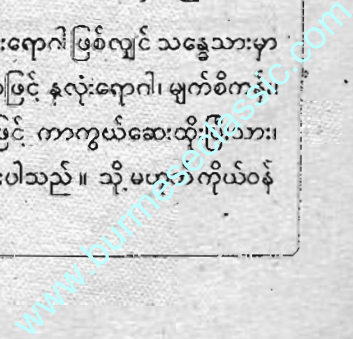 းရောဂါ ဖြစ်လျှင် သန္ဓေသားမှာ
ဖြင့် နှလုံးရောဂါ၊ မျက်စိကန်း
ဖြင့် ကာကွယ်ဆေးထိုးပြီးသား၊
းပါသည်။ သို့မဟုတ် ကိုယ်ဝန်
www.burmeseclassic.com